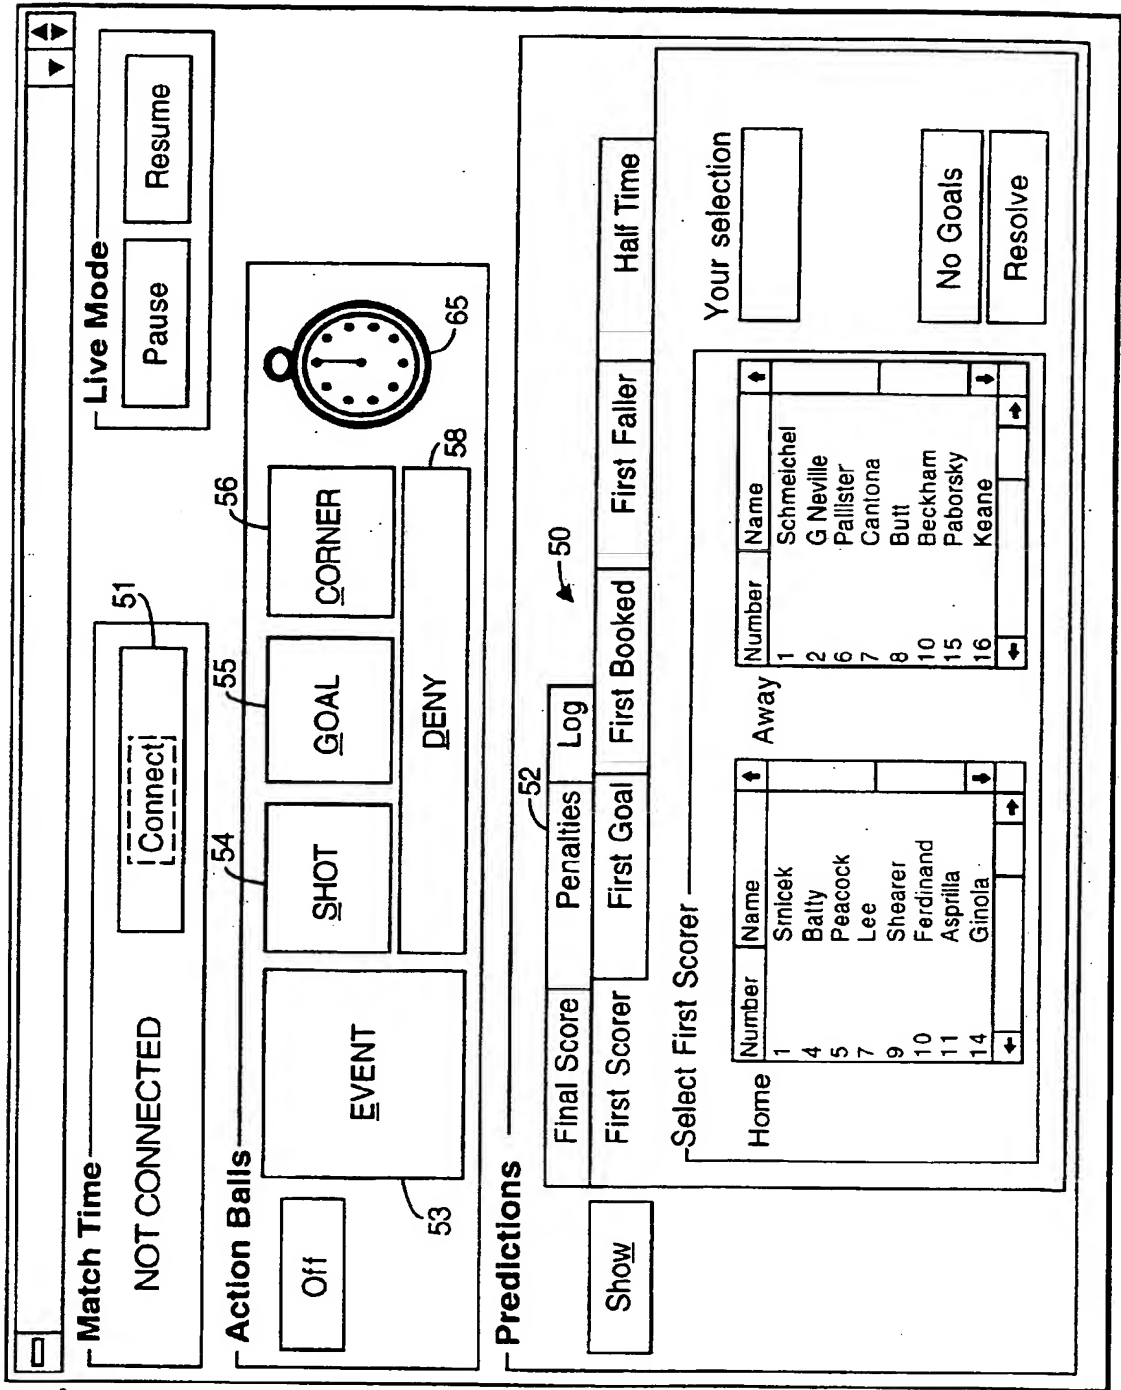 Match Time
NOT CONNECTED
Connect
51
Live Mode
Pause
Resume
Action Balls
Off
EVENT
53
SHOT
54
GOAL
55
CORNER
56
DENY
58
65
Predictions
50
52
Show
Final Score
Penalties
Log
First Scorer
First Goal
First Booked
First Faller
Half Time
Select First Scorer
Home
Number Name
1 Srnicek
4 Batty
5 Peacock
7 Lee
9 Shearer
10 Ferdinand
11 Asprilla
14 Ginola
Away
Number Name
1 Schmeichel
2 G Neville
6 Pallister
7 Cantona
8 Butt
10 Beckham
15 Paborsky
16 Keane
Your selection
No Goals
Resolve